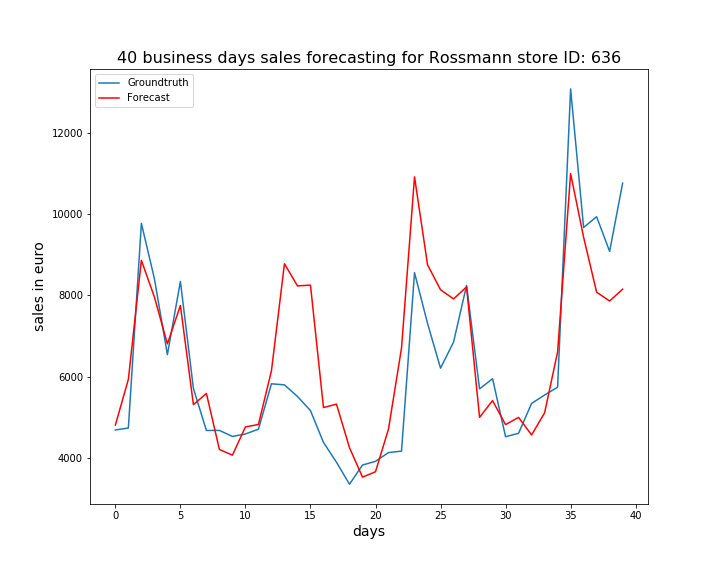 40 business days sales forecasting for Rossmann store ID: 636
Groundtruth
Forecast
sales in euro
12000
10000
8000
6000
4000
0 5 10 15 20 25 30 35 40
days